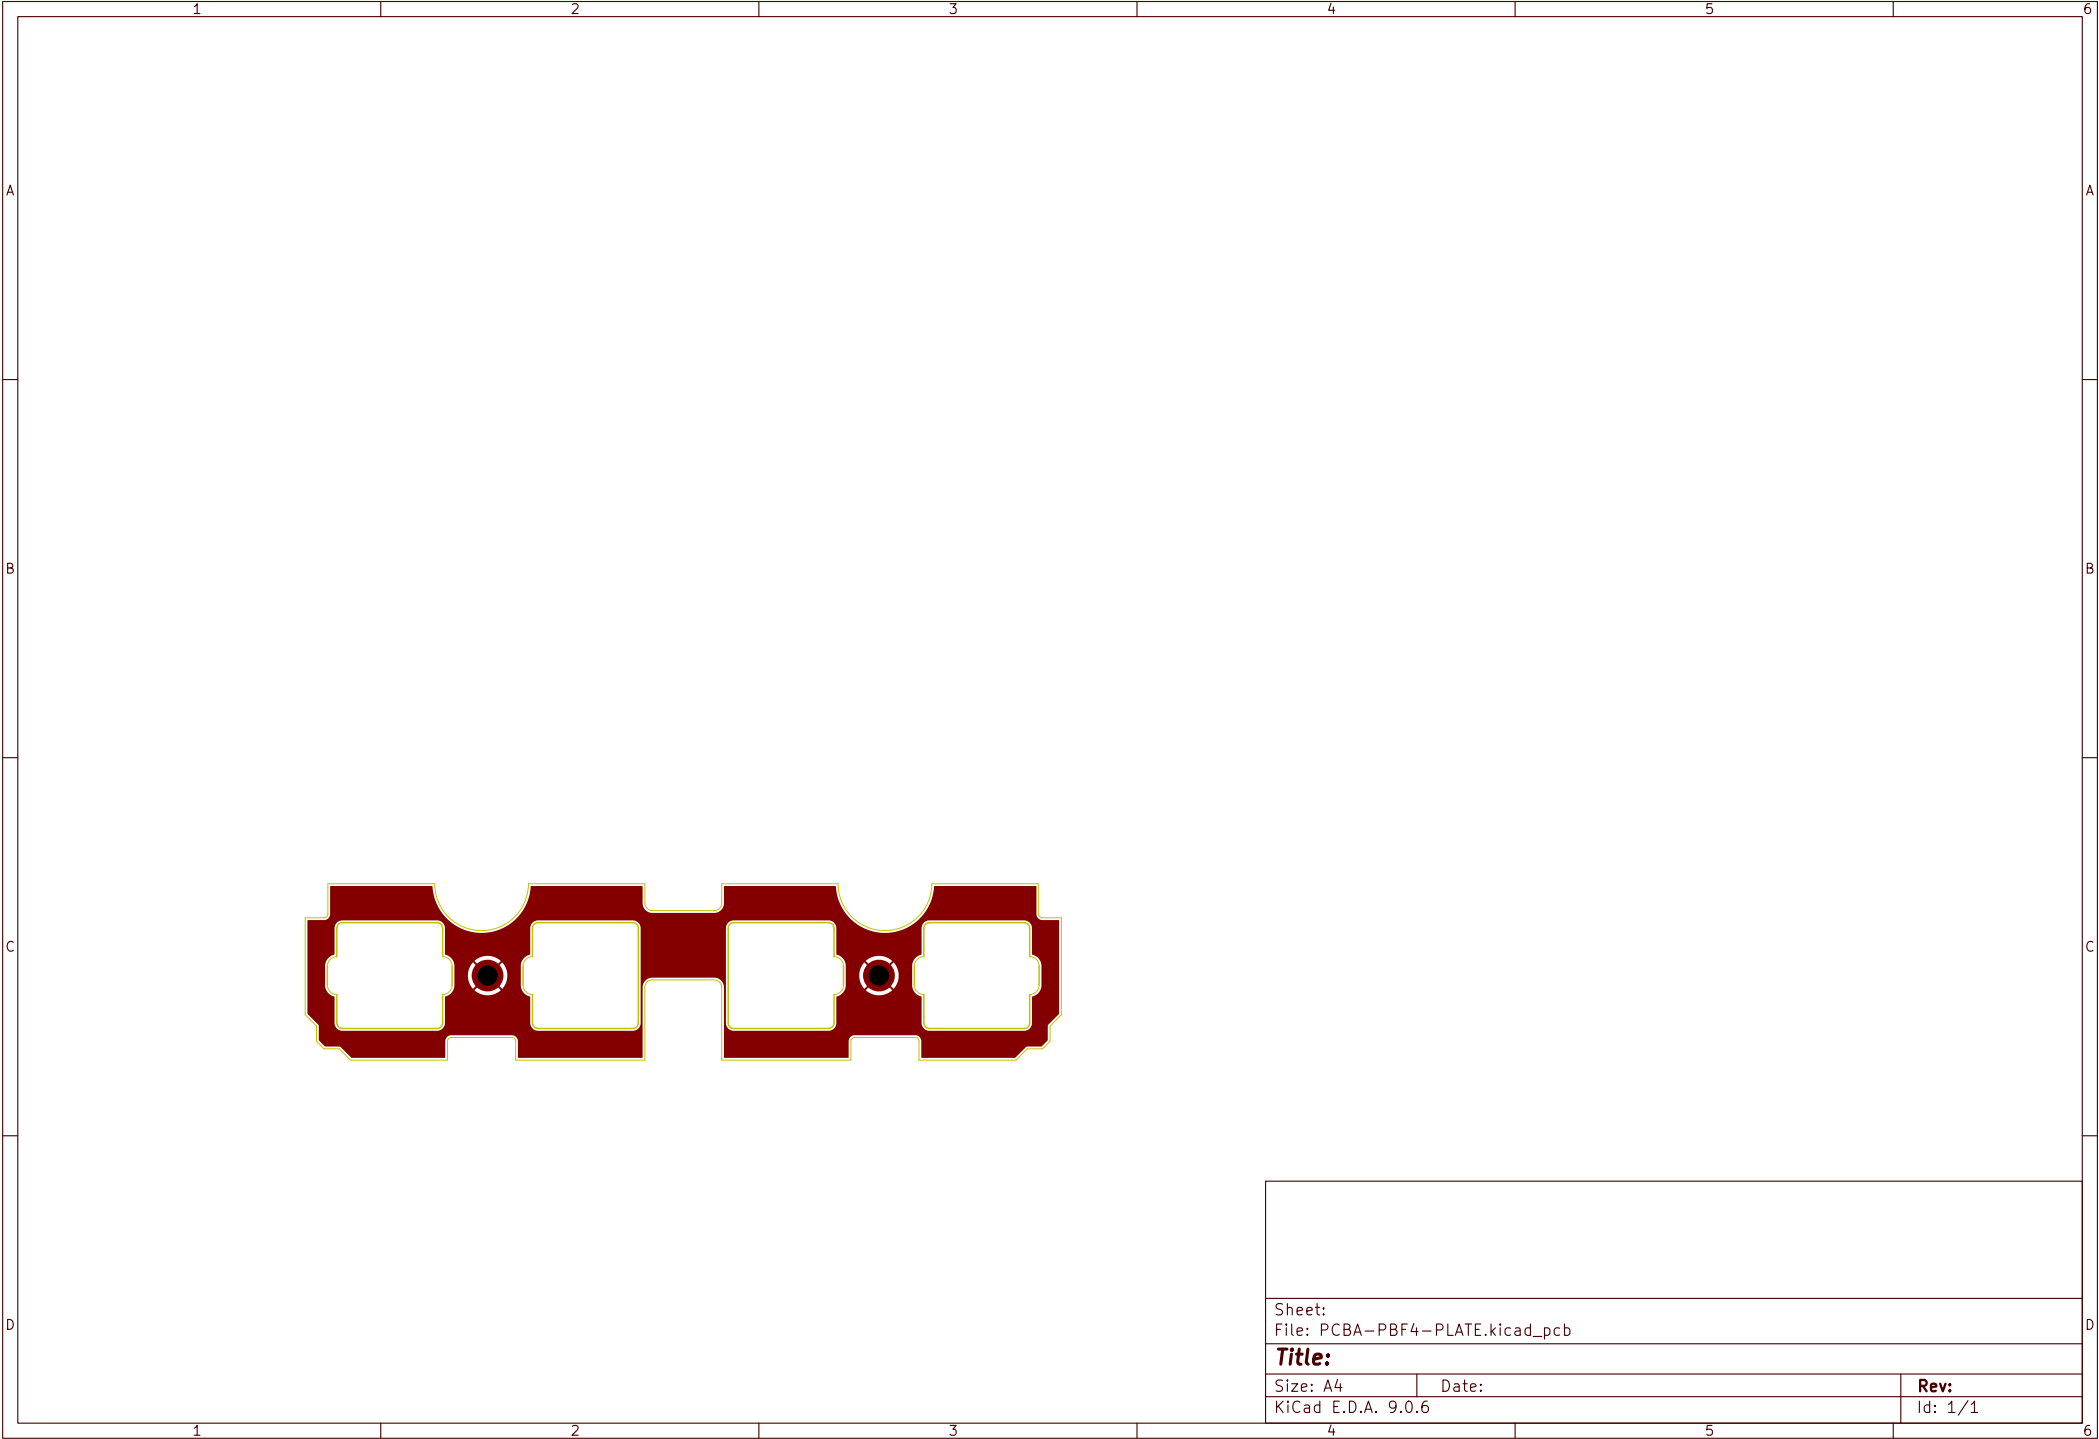 1 2 3 4 5 6
A A
B B
C C
Sheet:
File: PCBA-PBF4-PLATE.kicad_pcb
D D
Title:
Size: A4 Date: Rev:
KiCad E.D.A. 9.0.6 Id: 1/1
1 2 3 4 5 6